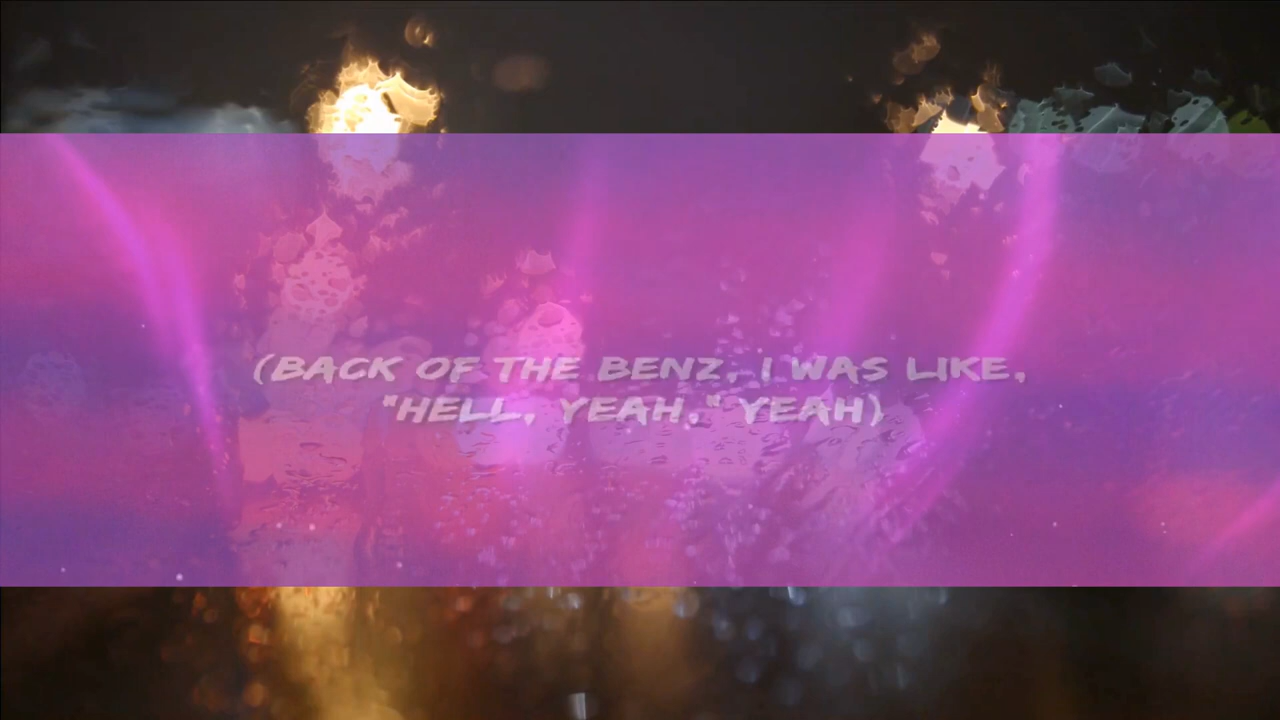 (BACK OF THE BENZ, I WAS LIKE,
"HELL, YEAH," YEAH)